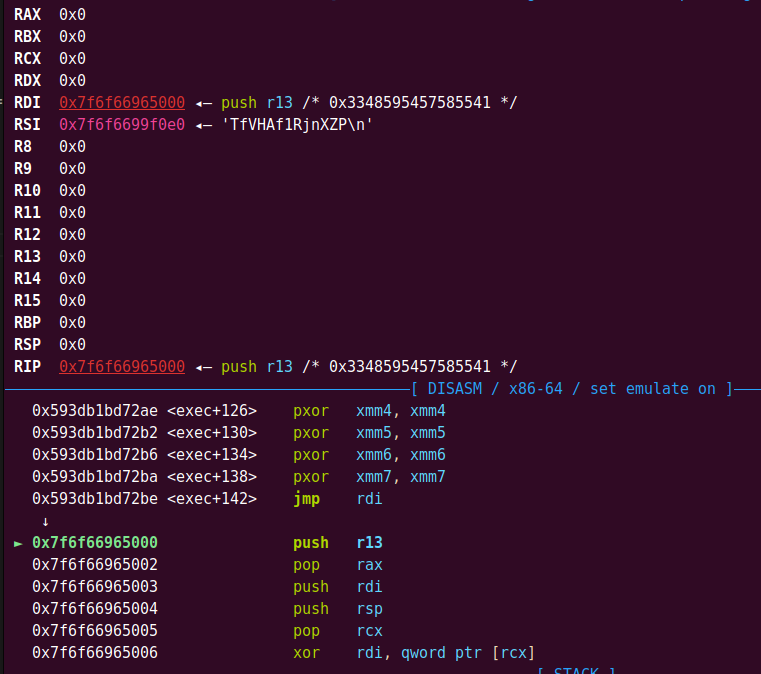 RAX 0x0
RBX 0x0
RCX 0x0
RDX 0x0
RDI 0x7f6f66965000 ◂— push r13 /* 0x3348595457585541 */
RSI 0x7f6f6699f0e0 ◂— 'TfVHAf1RjnXZP\n'
R8 0x0
R9 0x0
R10 0x0
R11 0x0
R12 0x0
R13 0x0
R14 0x0
R15 0x0
RBP 0x0
RSP 0x0
RIP 0x7f6f66965000 ◂— push r13 /* 0x3348595457585541 */
[ DISASM / x86-64 / set emulate on ]
0x593db1bd72ae <exec+126> pxor xmm4, xmm4
0x593db1bd72b2 <exec+130> pxor xmm5, xmm5
0x593db1bd72b6 <exec+134> pxor xmm6, xmm6
0x593db1bd72ba <exec+138> pxor xmm7, xmm7
0x593db1bd72be <exec+142> jmp rdi
↓
► 0x7f6f66965000 push r13
0x7f6f66965002 pop rax
0x7f6f66965003 push rdi
0x7f6f66965004 push rsp
0x7f6f66965005 pop rcx
0x7f6f66965006 xor rdi, qword ptr [rcx]
[ STACK ]